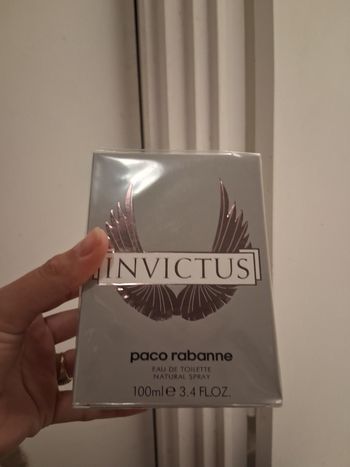 INVICTUS
paco rabanne
EAU DE TOILETTE
NATURAL SPRAY
100ml e 3.4 FL.OZ.